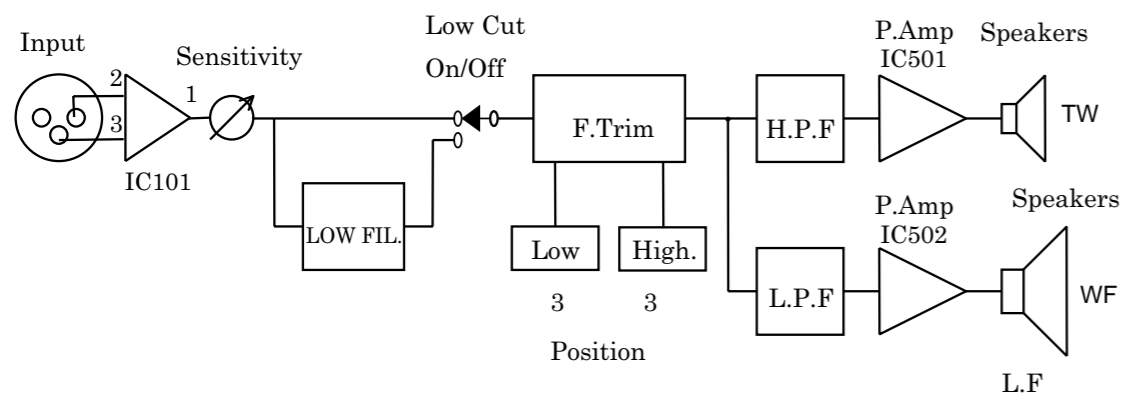 Input
Sensitivity
Low Cut
On/Off
P.Amp
IC501
Speakers
2
3
1
IC101
F.Trim
H.P.F
TW
LOW FIL.
Low
High.
3
3
Position
P.Amp
IC502
Speakers
L.P.F
WF
L.F